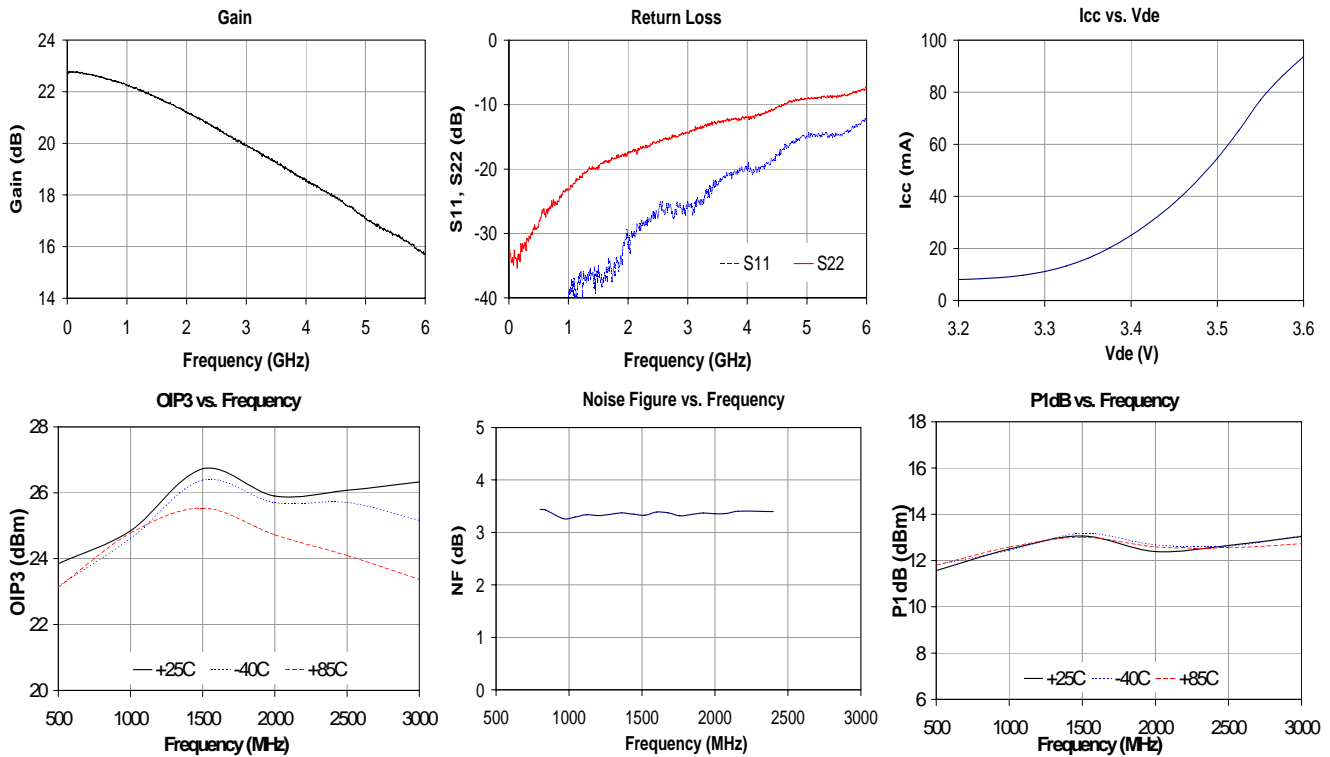 Gain
24
22
20
18
16
14
Gain (dB)
0 1 2 3 4 5 6
Frequency (GHz)
Return Loss
0
-10
-20
-30
-40
S11, S22 (dB)
S11 S22
0 1 2 3 4 5 6
Frequency (GHz)
Icc vs. Vde
100
80
60
40
20
0
Icc (mA)
3.2 3.3 3.4 3.5 3.6
Vde (V)
OIP3 vs. Frequency
28
26
24
22
20
OIP3 (dBm)
+25C -40C +85C
500 1000 1500 2000 2500 3000
Frequency (MHz)
Noise Figure vs. Frequency
5
4
3
2
1
0
NF (dB)
500 1000 1500 2000 2500 3000
Frequency (MHz)
P1dB vs. Frequency
18
16
14
12
10
8
6
P1dB (dBm)
+25C -40C +85C
500 1000 1500 2000 2500 3000
Frequency (MHz)